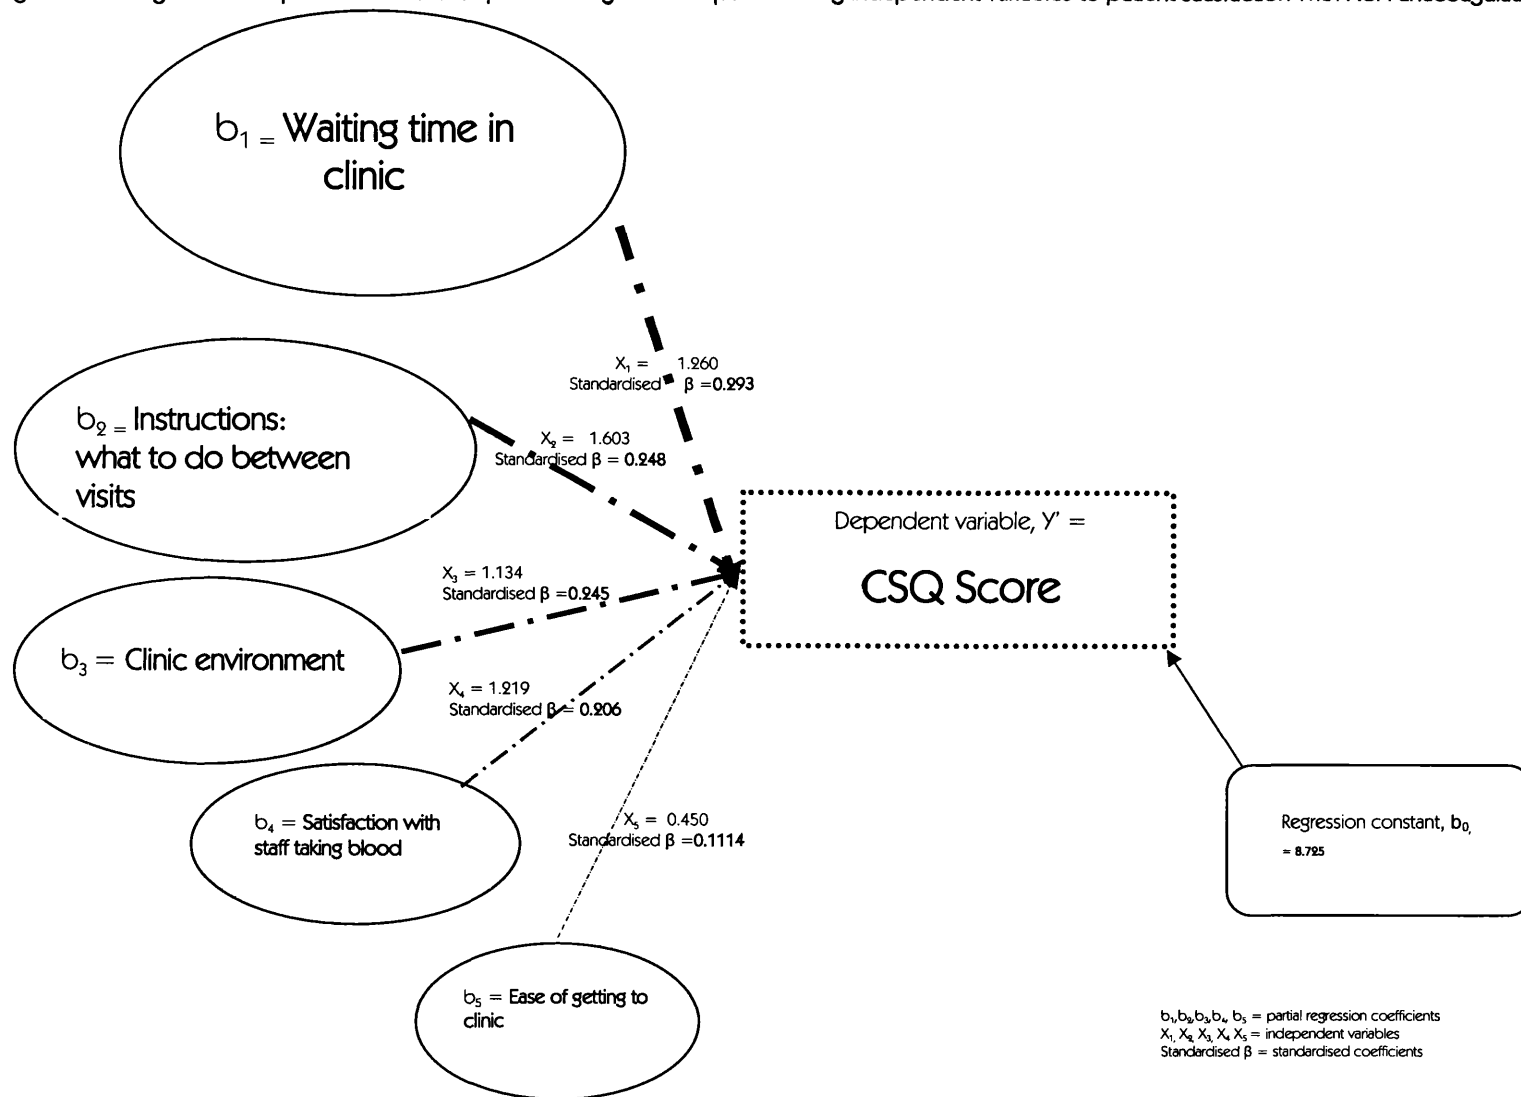 b₁ = Waiting time in
clinic
X₁ = 1.260
Standardised β =0.293
b₂ = Instructions:
what to do between
visits
X₂ = 1.603
Standardised β = 0.248
Dependent variable, Y' =
CSQ Score
X₃ = 1.134
Standardised β =0.245
b₃ = Clinic environment
X₄ = 1.219
Standardised β = 0.206
b₄ = Satisfaction with
staff taking blood
X₅ = 0.450
Standardised β =0.1114
Regression constant, b₀,
= 8.725
b₅ = Ease of getting to
clinic
b₁,b₂,b₃,b₄, b₅ = partial regression coefficients
X₁, X₂, X₃, X₄ X₅ = independent variables
Standardised β = standardised coefficients